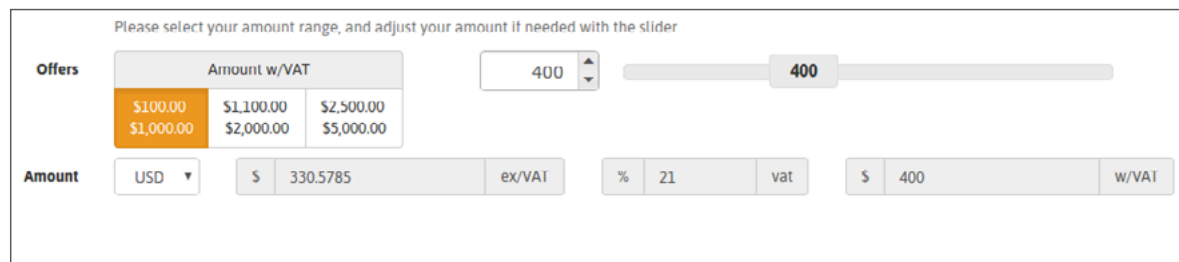 Please select your amount range, and adjust your amount if needed with the slider
Offers
Amount w/VAT
400
400
$100.00 $1,100.00 $2,500.00
$1,000.00 $2,000.00 $5,000.00
Amount USD $ 330.5785 ex/VAT % 21 vat $ 400 w/VAT